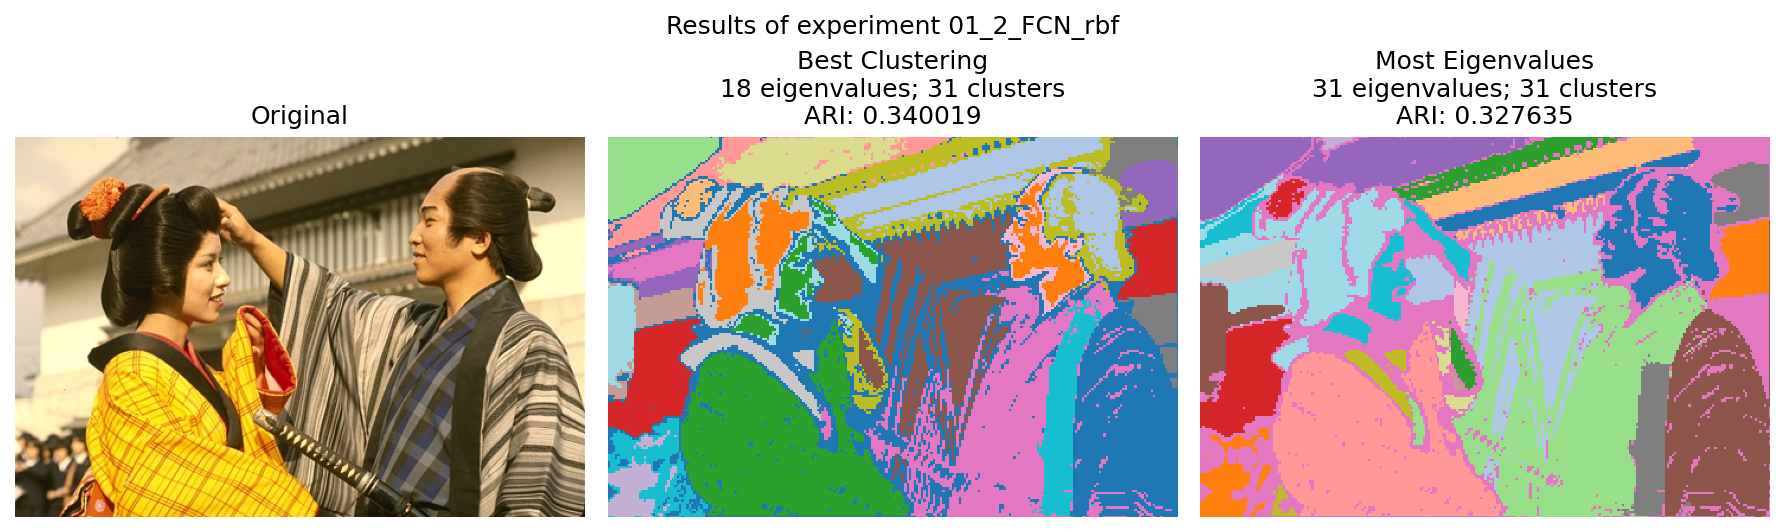 Results of experiment 01_2_FCN_rbf
Original
Best Clustering
18 eigenvalues; 31 clusters
ARI: 0.340019
Most Eigenvalues
31 eigenvalues; 31 clusters
ARI: 0.327635